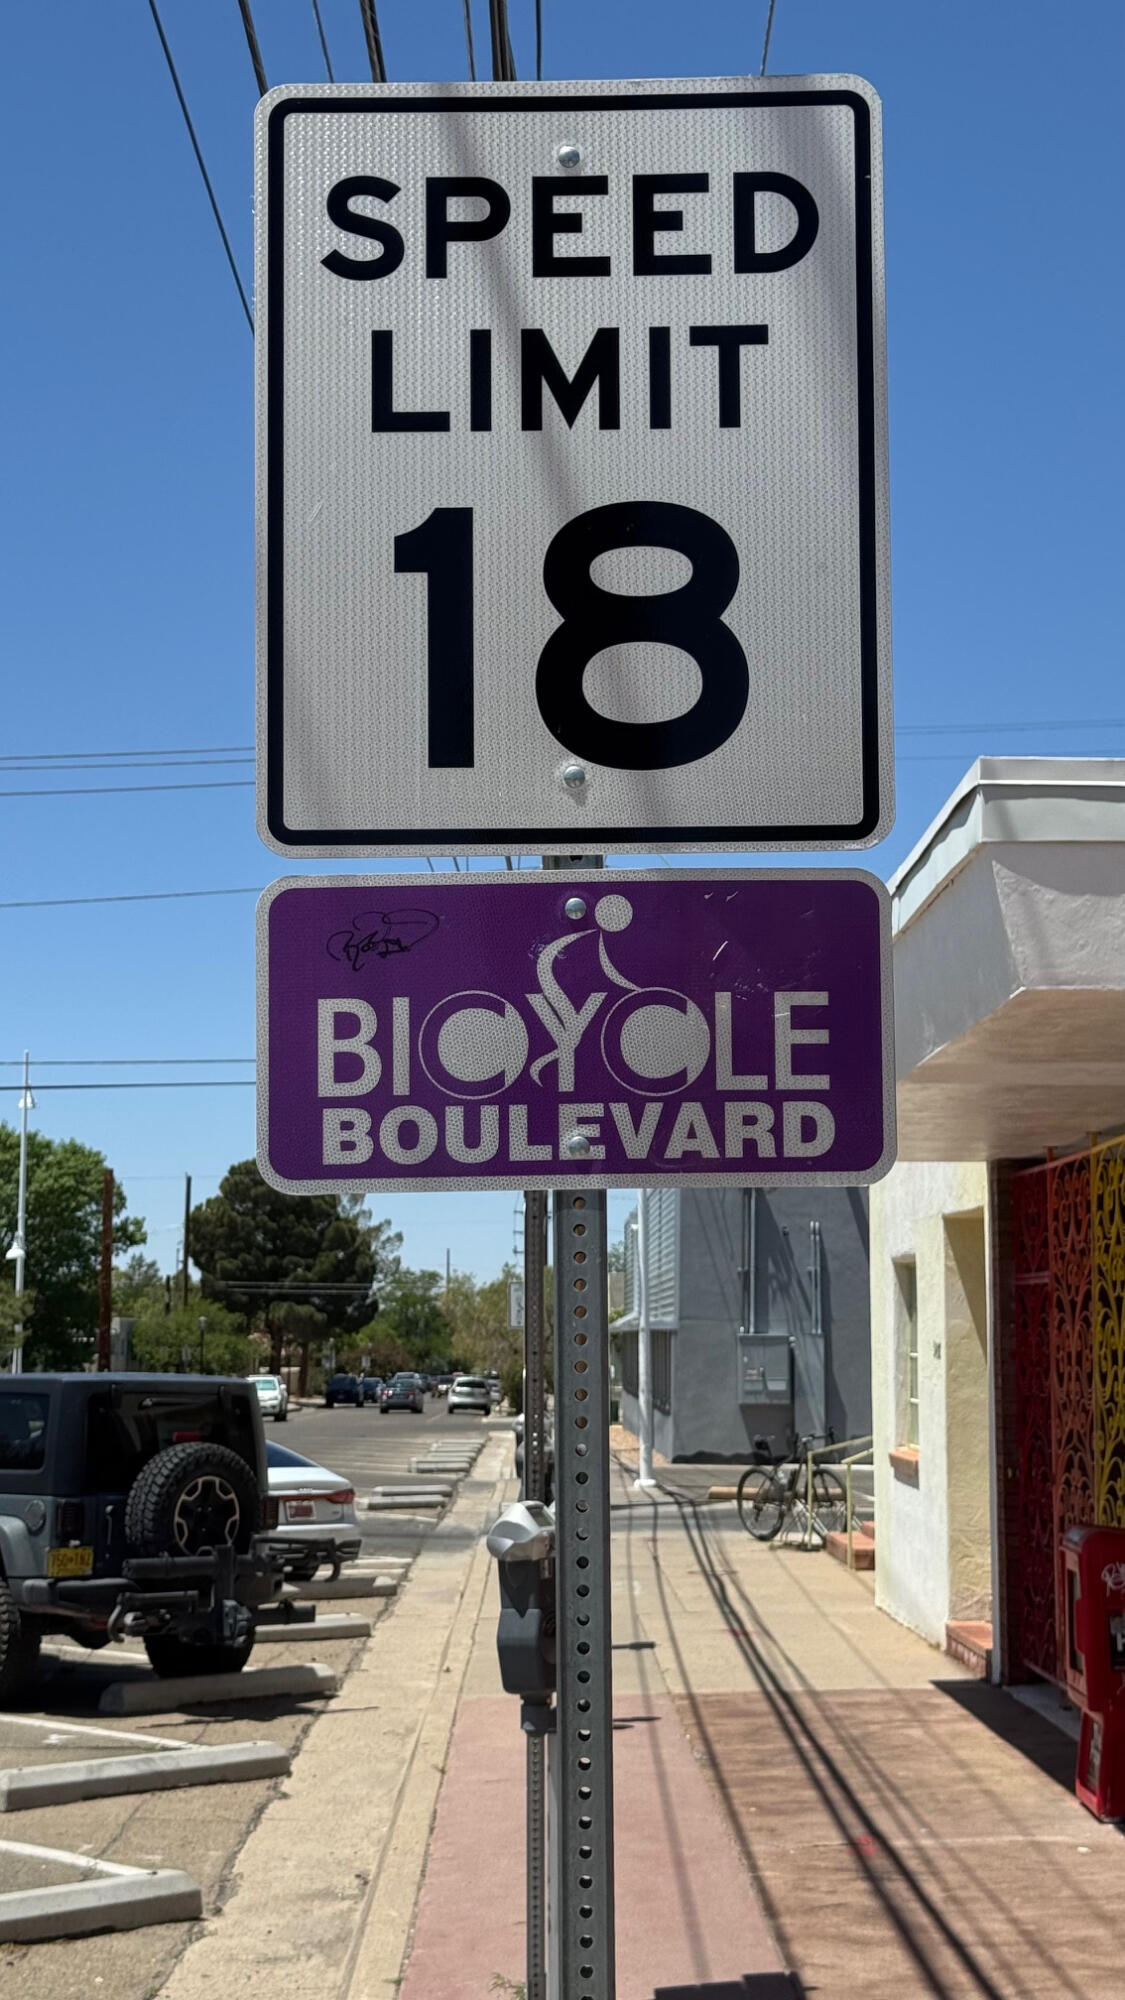 SPEED
LIMIT
18
BICYCLE
BOULEVARD